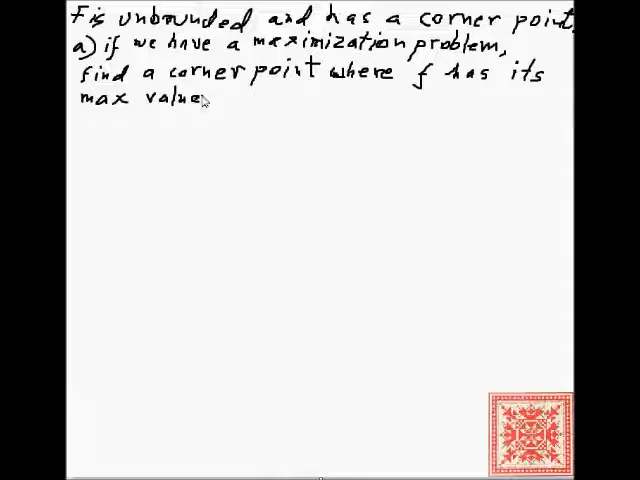 F is unbounded and has a corner point.
a) if we have a maximization problem,
find a corner point where f has its
max value